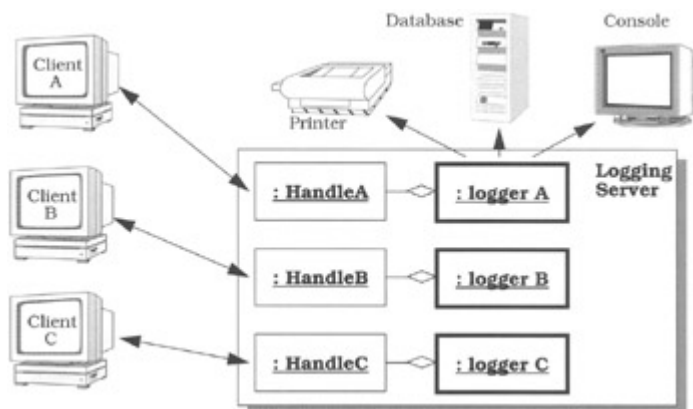 Database
Console
Client
A
Printer
Logging
Server
: HandleA
: logger A
Client
B
: HandleB
: logger B
Client
C
: HandleC
: logger C